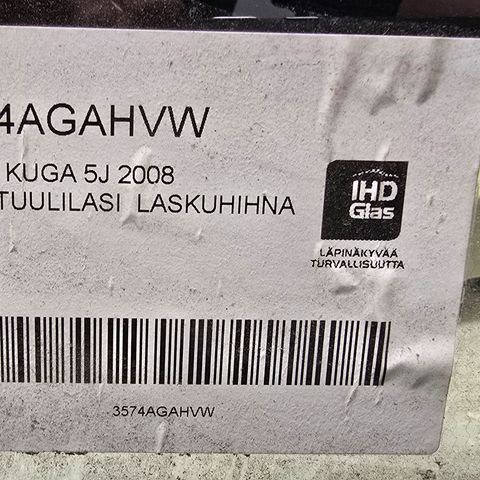 4AGAHVW
KUGA 5J 2008
TUULILASI LASKUHIHNA
IHD
Glas
LÄPINÄKYVÄÄ
TURVALLISUUTTA
3574AGAHVW